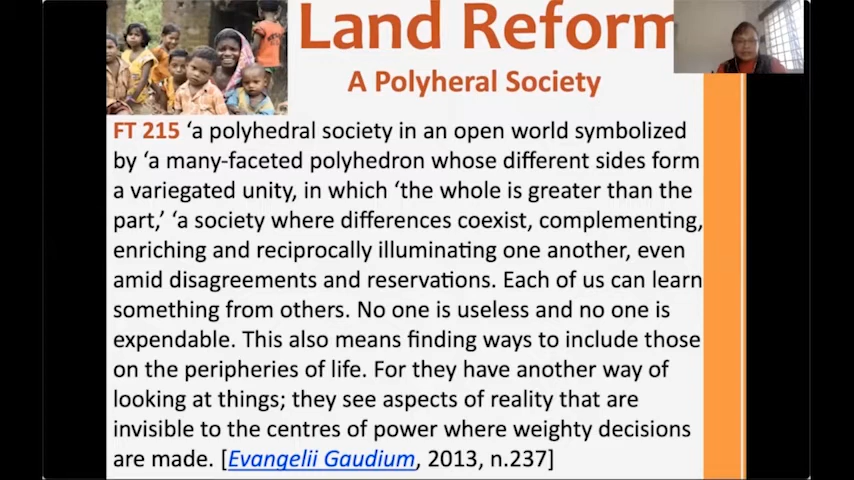 Land Reform
A Polyheral Society
FT 215 ‘a polyhedral society in an open world symbolized
by ‘a many-faceted polyhedron whose different sides form
a variegated unity, in which ‘the whole is greater than the
part,’ ‘a society where differences coexist, complementing,
enriching and reciprocally illuminating one another, even
amid disagreements and reservations. Each of us can learn
something from others. No one is useless and no one is
expendable. This also means finding ways to include those
on the peripheries of life. For they have another way of
looking at things; they see aspects of reality that are
invisible to the centres of power where weighty decisions
are made. [Evangelii Gaudium, 2013, n.237]